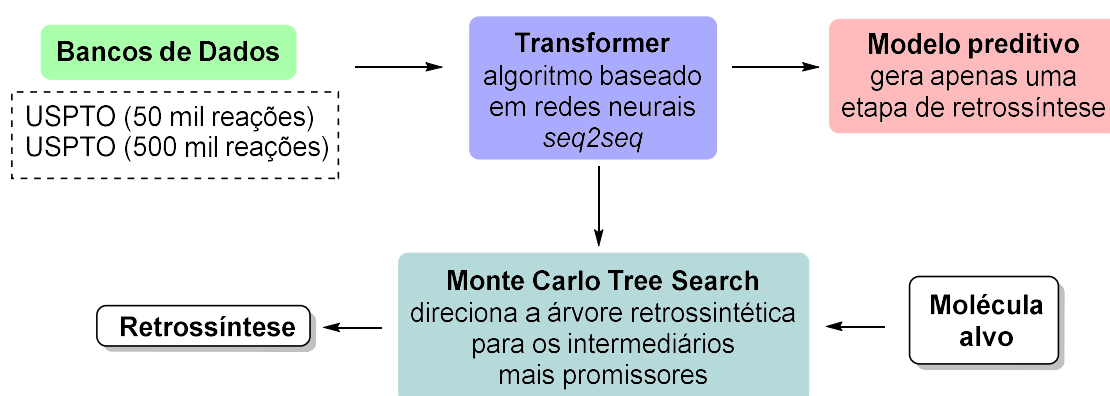 Bancos de Dados
USPTO (50 mil reações)
USPTO (500 mil reações)
Transformer
algoritmo baseado
em redes neurais
seq2seq
Modelo preditivo
gera apenas uma
etapa de retrossíntese
Monte Carlo Tree Search
direciona a árvore retrossintética
para os intermediários
mais promissores
Retrossíntese
Molécula
alvo